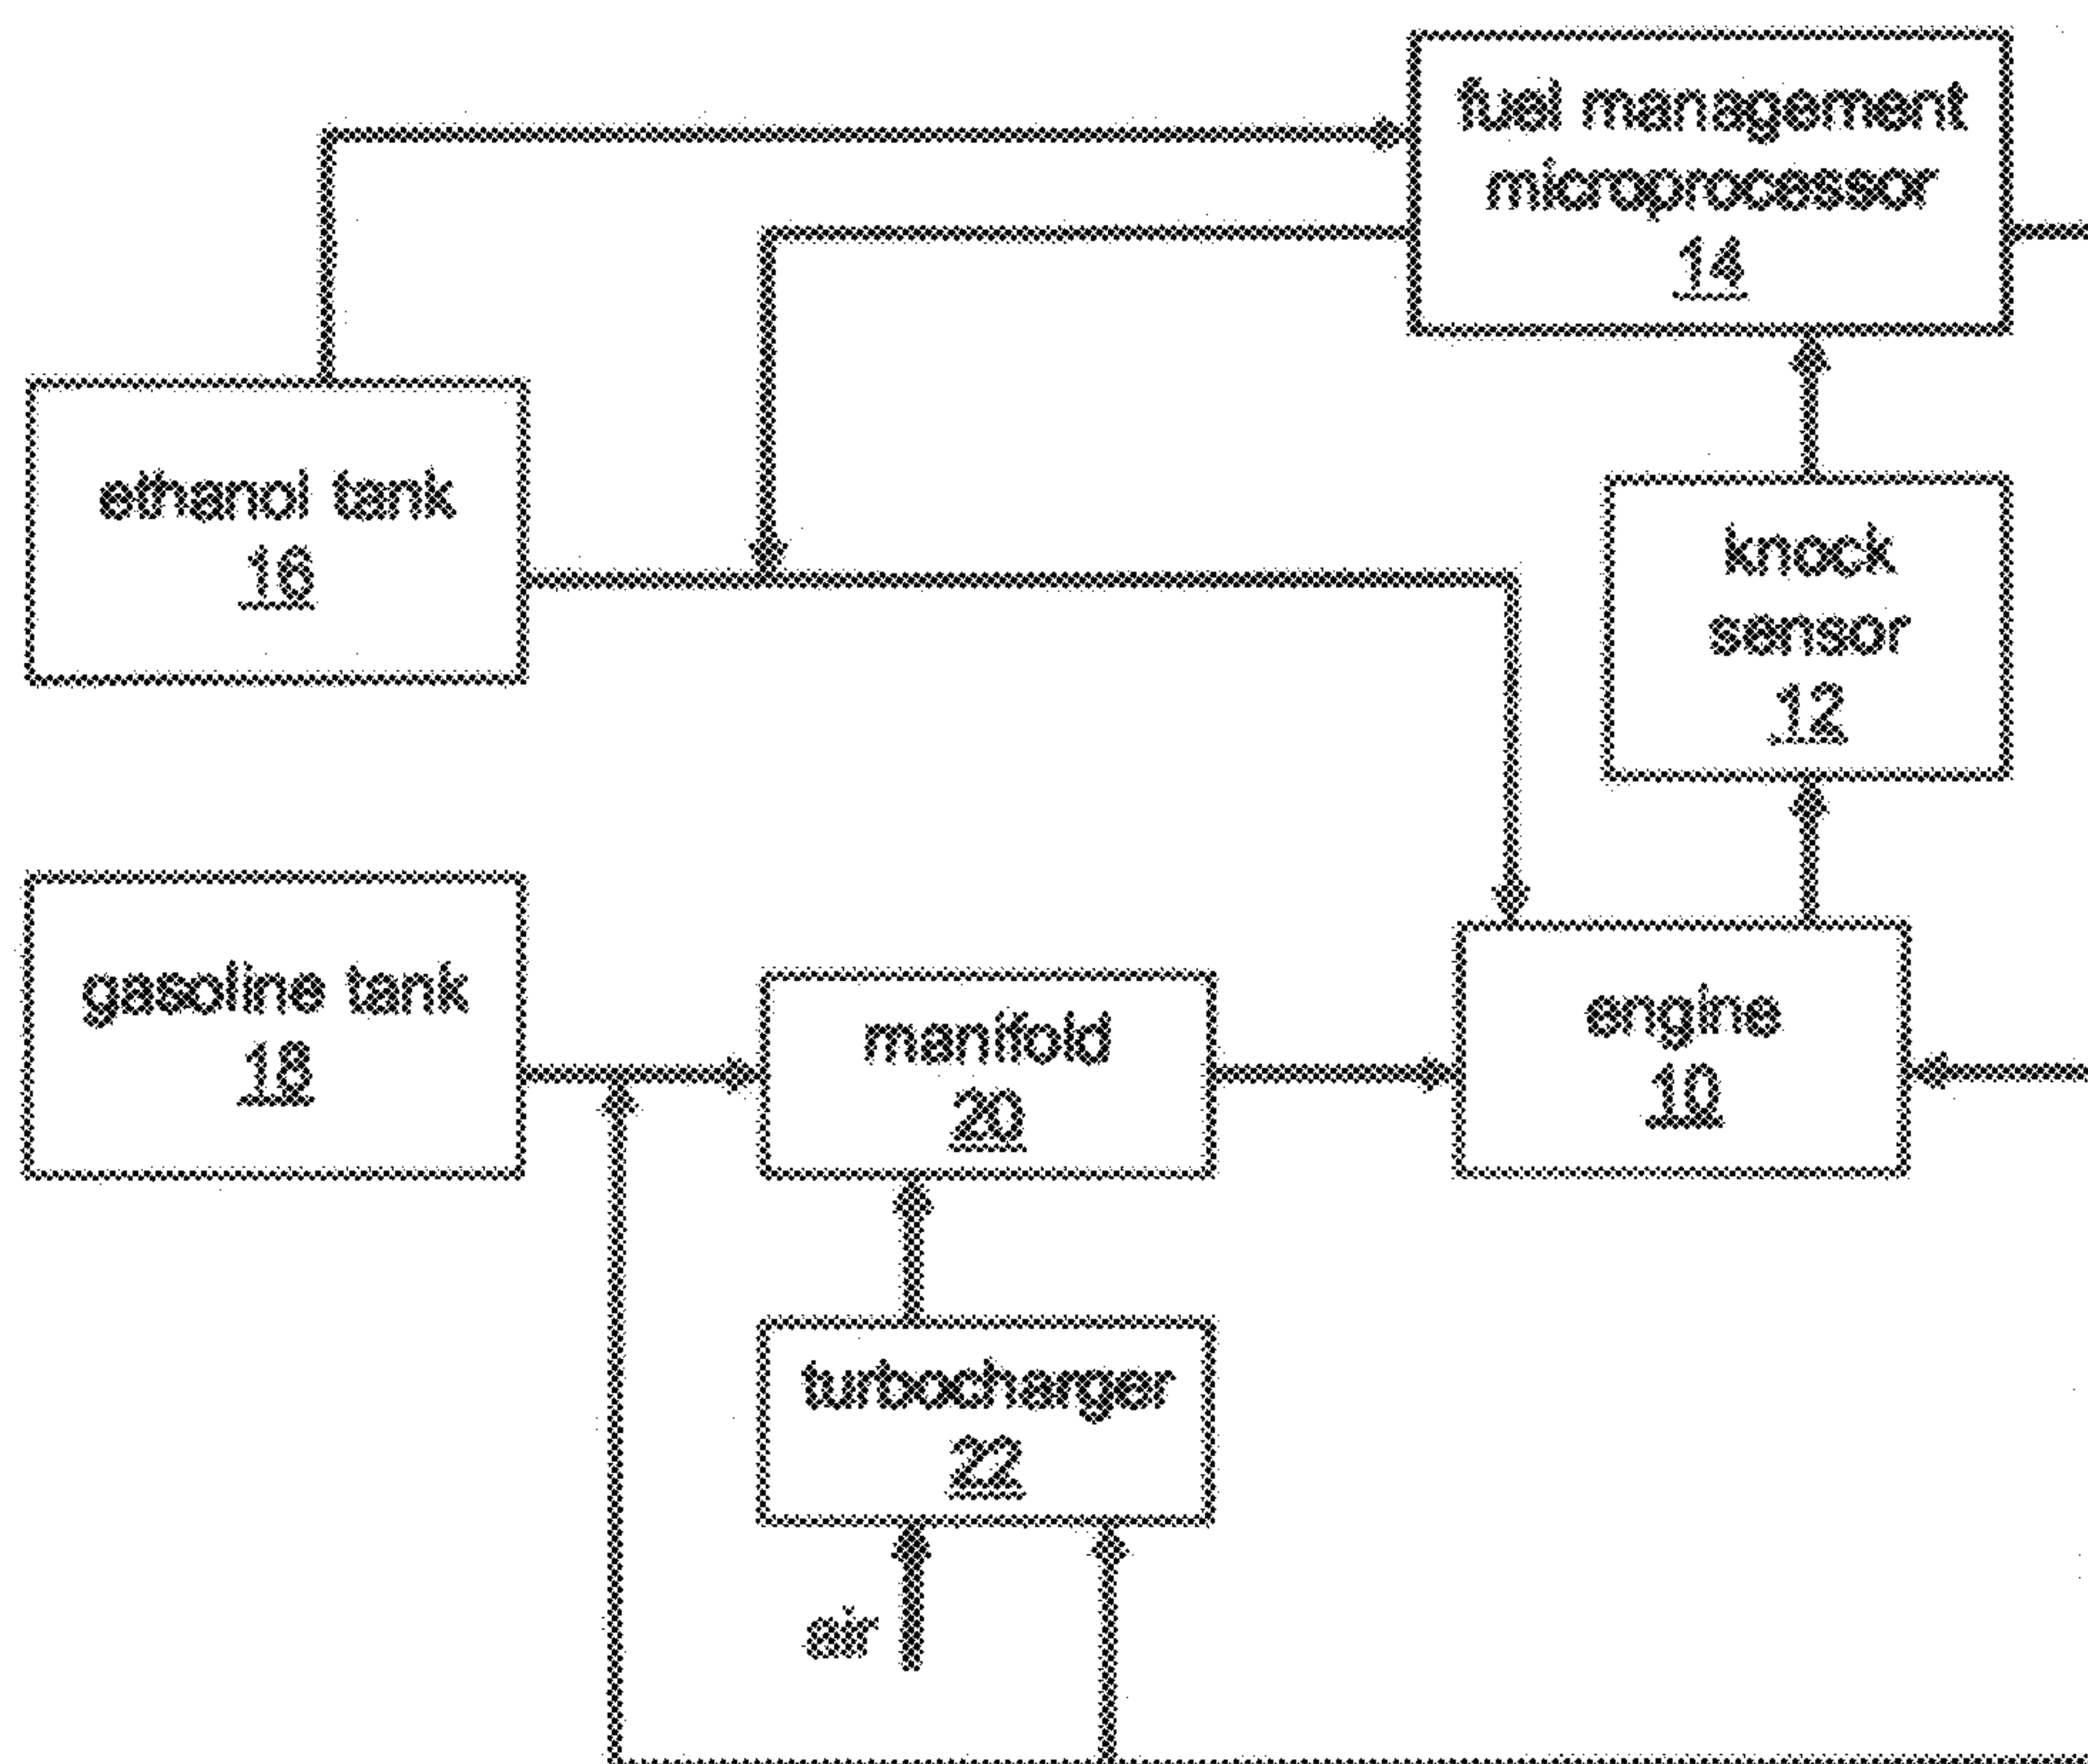 fuel management
microprocessor
14
ethanol tank
16
knock
sensor
12
gasoline tank
18
manifold
20
engine
10
turbocharger
22
air